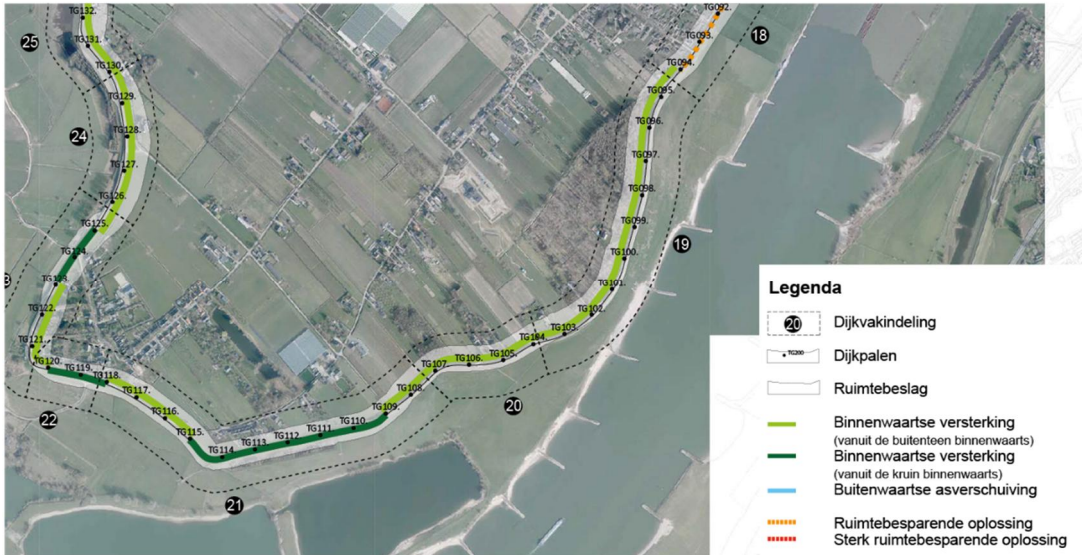 TG132.
TG131.
25
TG130.
TG129.
24
TG128.
TG127.
TG126.
TG125.
TG124.
TG122.
TG121.
TG120.
TG119.
TG118.
TG117.
TG116.
TG115.
22
TG114.
TG113.
TG112.
TG111.
TG110.
TG109.
21
TG108.
TG107.
TG106.
TG105.
TG104.
20
TG103.
TG102.
TG101.
TG100.
19
TG099.
TG098.
TG097.
TG096.
TG095.
TG094.
TG093.
TG092.
18
Legenda
20 Dijkvakindeling
TG200 Dijkpalen
Ruimtebeslag
Binnenwaartse versterking
(vanuit de buitenteen binnenwaarts)
Binnenwaartse versterking
(vanuit de kruin binnenwaarts)
Buitenwaartse asverschuiving
Ruimtebesparende oplossing
Sterk ruimtebesparende oplossing